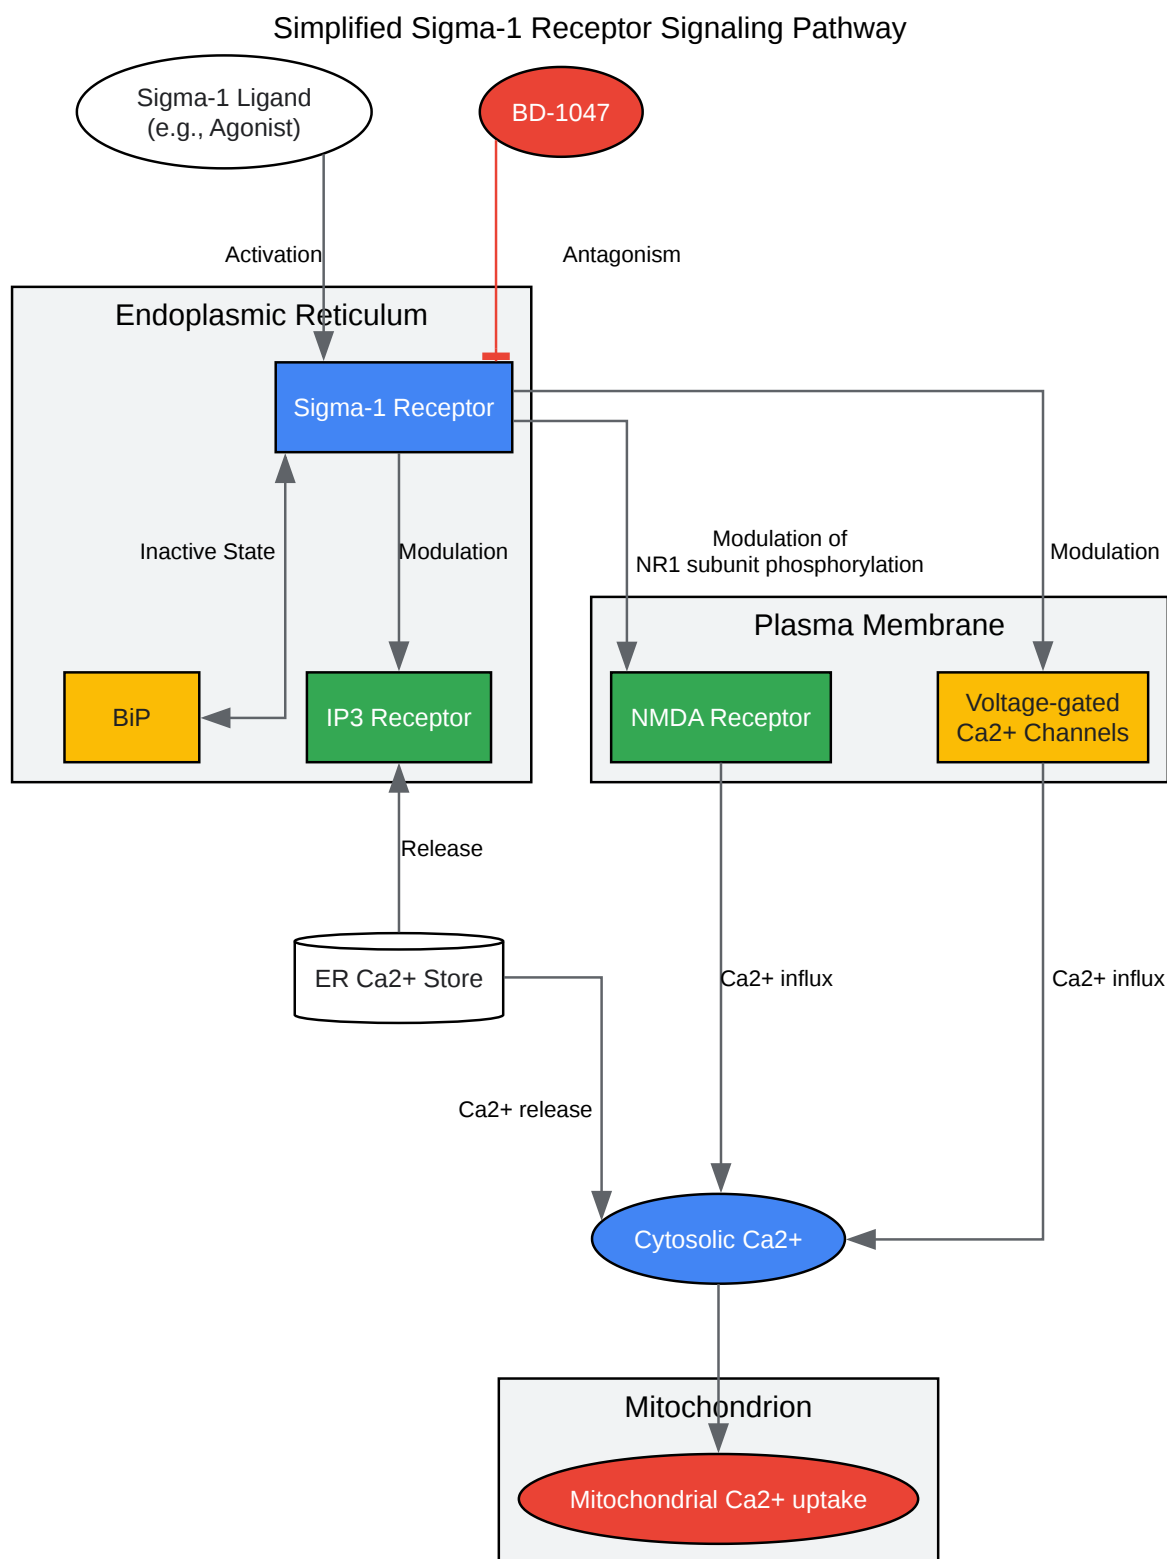 Simplified Sigma-1 Receptor Signaling Pathway
Sigma-1 Ligand
(e.g., Agonist)
BD-1047
Activation
Antagonism
Endoplasmic Reticulum
Sigma-1 Receptor
Inactive State
Modulation
Modulation of
NR1 subunit phosphorylation
Modulation
Plasma Membrane
BiP
IP3 Receptor
NMDA Receptor
Voltage-gated
Ca2+ Channels
Release
ER Ca2+ Store
Ca2+ influx
Ca2+ influx
Ca2+ release
Cytosolic Ca2+
Mitochondrion
Mitochondrial Ca2+ uptake